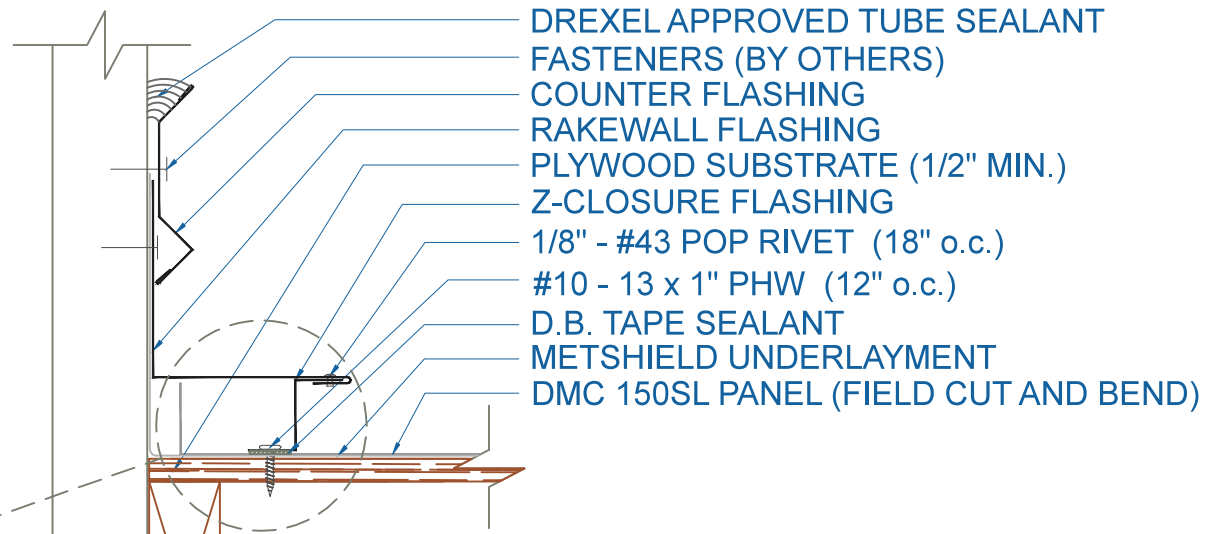 DREXEL APPROVED TUBE SEALANT
FASTENERS (BY OTHERS)
COUNTER FLASHING
RAKEWALL FLASHING
PLYWOOD SUBSTRATE (1/2" MIN.)
Z-CLOSURE FLASHING
1/8" - #43 POP RIVET (18" o.c.)
#10 - 13 x 1" PHW (12" o.c.)
D.B. TAPE SEALANT
METSHIELD UNDERLAYMENT
DMC 150SL PANEL (FIELD CUT AND BEND)